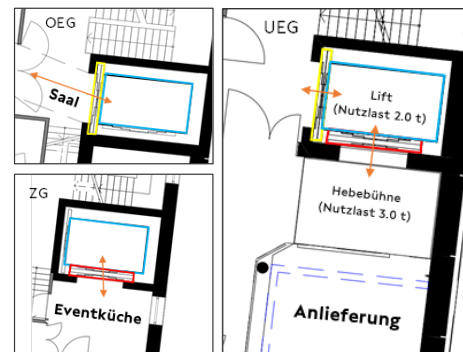 OEG
Saal
ZG
Eventküche
UEG
Lift
(Nutzlast 2.0 t)
Hebebühne
(Nutzlast 3.0 t)
Anlieferung